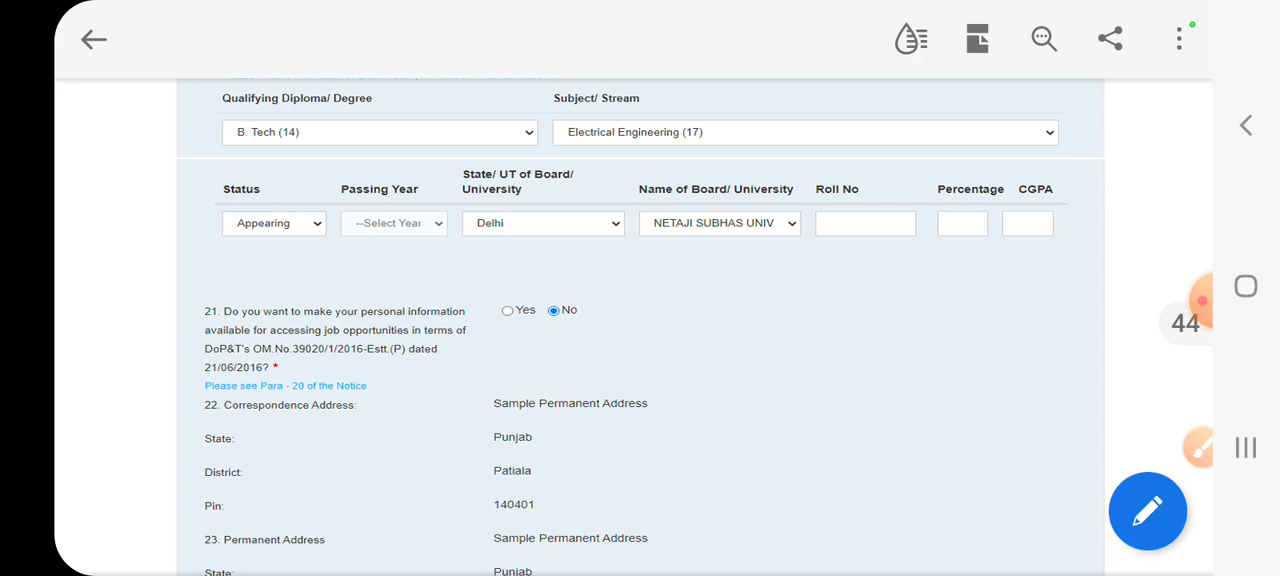 Qualifying Diploma/ Degree Subject/ Stream
B. Tech (14) Electrical Engineering (17)
Status Passing Year State/ UT of Board/ University Name of Board/ University Roll No Percentage CGPA
Appearing --Select Year Delhi NETAJI SUBHAS UNIV
21. Do you want to make your personal information Yes No
available for accessing job opportunities in terms of
DoP&T's OM.No.39020/1/2016-Estt.(P) dated
21/06/2016? *
Please see Para - 20 of the Notice
22. Correspondence Address: Sample Permanent Address
State: Punjab
District: Patiala
Pin: 140401
23. Permanent Address Sample Permanent Address
State: Punjab
44